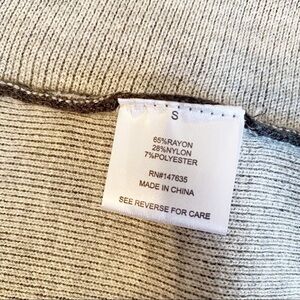 S
65%RAYON
28%NYLON
7%POLYESTER
RN#147635
MADE IN CHINA
SEE REVERSE FOR CARE